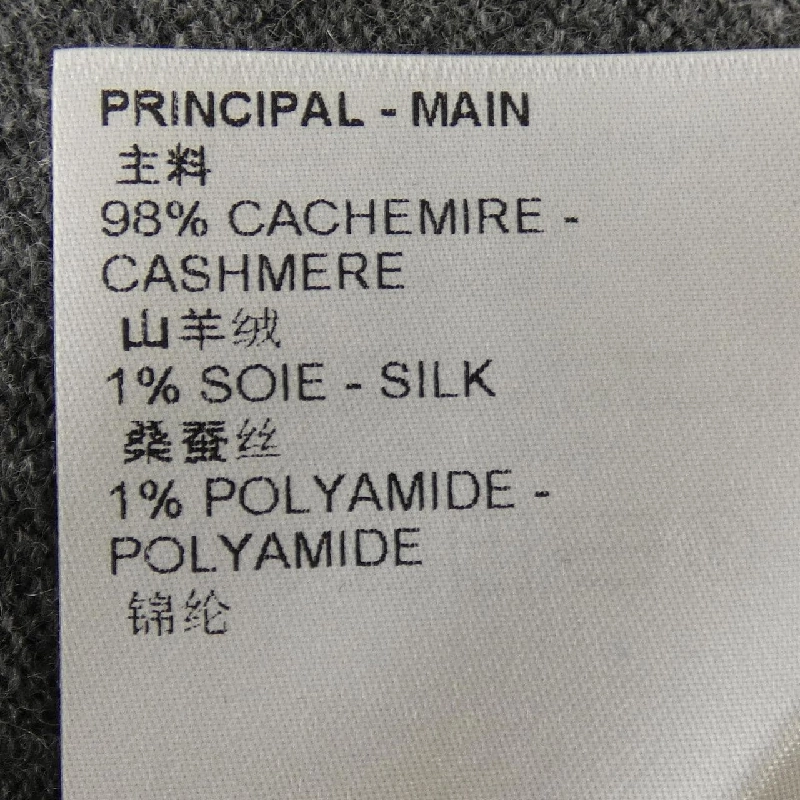 PRINCIPAL - MAIN
主料
98% CACHEMIRE -
CASHMERE
山羊绒
1% SOIE - SILK
桑蚕丝
1% POLYAMIDE -
POLYAMIDE
锦纶